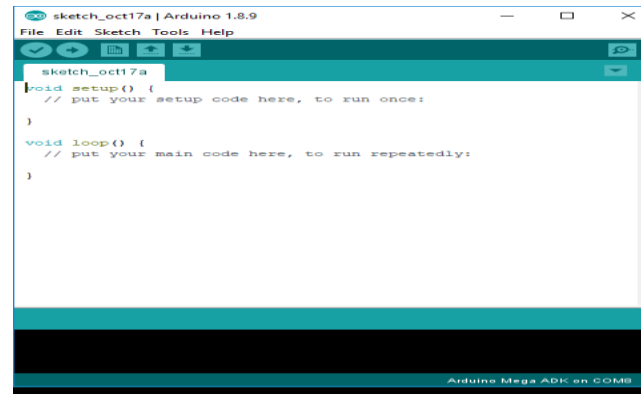 sketch_oct17a | Arduino 1.8.9
File Edit Sketch Tools Help
sketch_oct17a
void setup() {
  // put your setup code here, to run once:
}
void loop() {
  // put your main code here, to run repeatedly:
}
Arduino Mega ADK on COM8